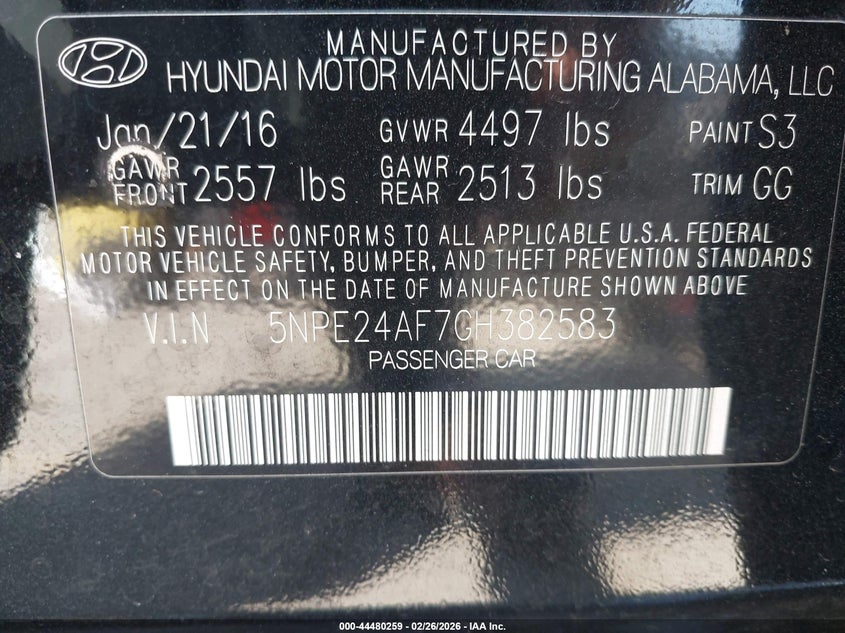 MANUFACTURED BY
HYUNDAI MOTOR MANUFACTURING ALABAMA, LLC
Jan/21/16 GVWR 4497 lbs PAINT S3
GAWR FRONT 2557 lbs GAWR REAR 2513 lbs TRIM GG
THIS VEHICLE CONFORMS TO ALL APPLICABLE U.S.A. FEDERAL
MOTOR VEHICLE SAFETY, BUMPER, AND THEFT PREVENTION STANDARDS
IN EFFECT ON THE DATE OF MANUFACTURE SHOWN ABOVE
V.I.N 5NPE24AF7GH382583
PASSENGER CAR
000-44480259 - 02/26/2026 - IAA Inc.